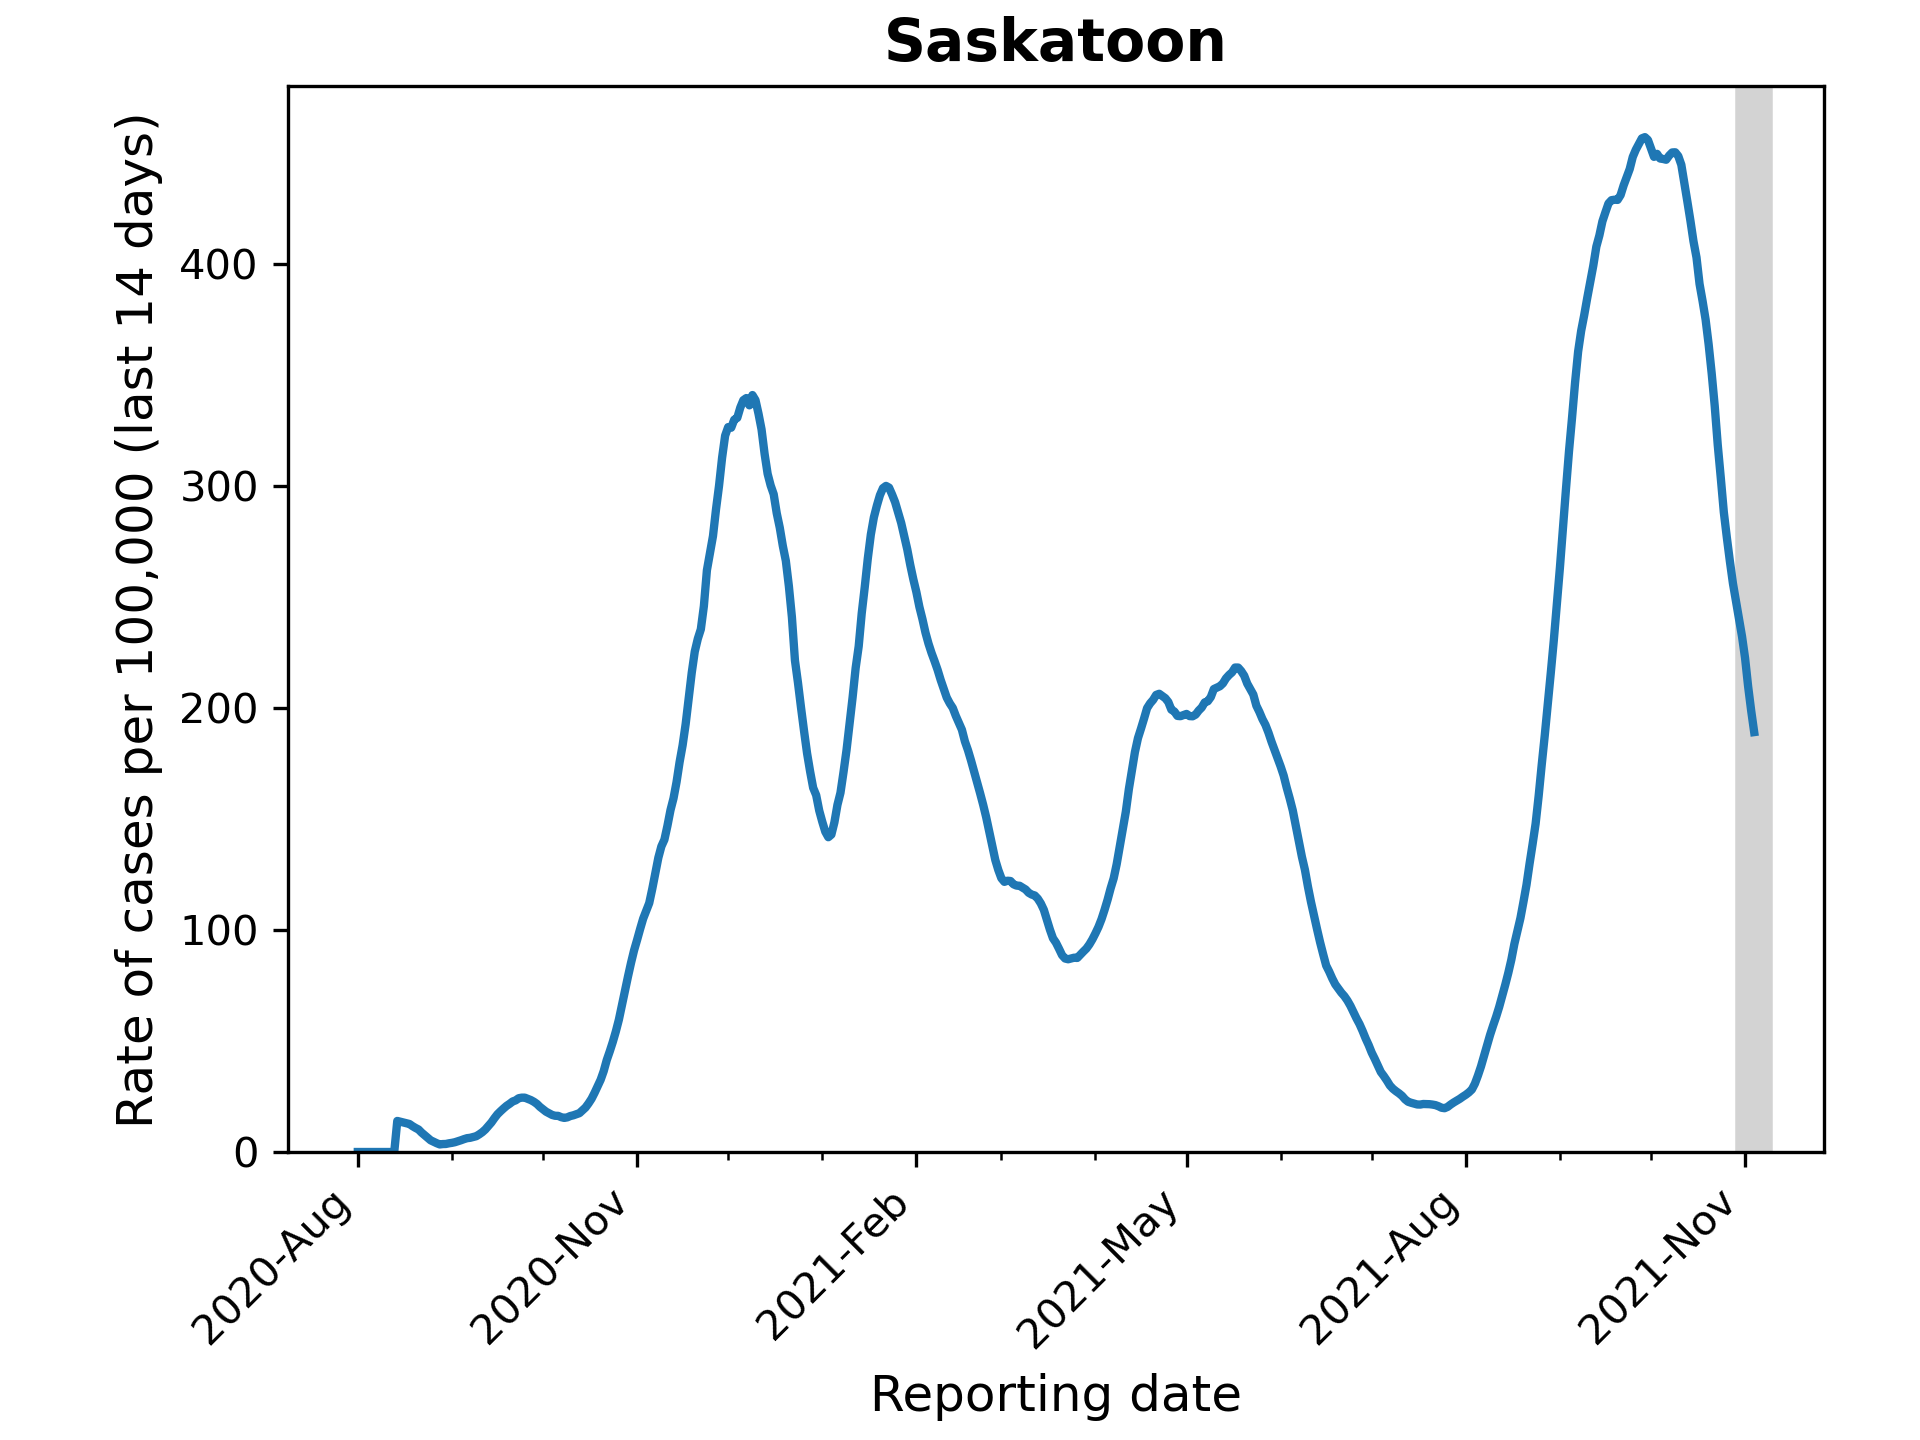 Saskatoon
Rate of cases per 100,000 (last 14 days)
400
300
200
100
0
2020-Aug
2020-Nov
2021-Feb
2021-May
2021-Aug
2021-Nov
Reporting date